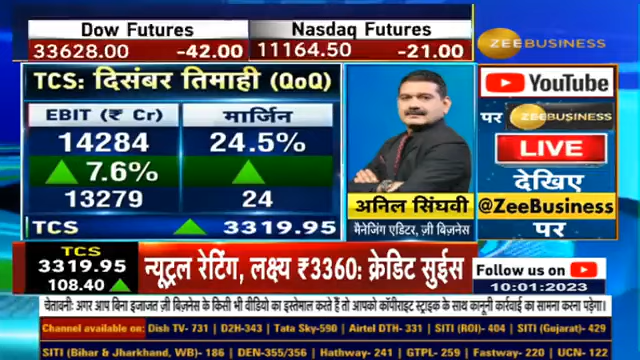 Dow Futures
33628.00 -42.00
Nasdaq Futures
11164.50 -21.00
ZEE BUSINESS
TCS: दिसंबर तिमाही (QoQ)
EBIT (₹ Cr)
14284
7.6%
13279
मार्जिन
24.5%
24
TCS 3319.95
अनिल सिंघवी
मैनेजिंग एडिटर, ज़ी बिज़नेस
YouTube
पर ZEE BUSINESS
LIVE
देखिए
@ZeeBusiness
पर
TCS
3319.95
108.40
न्यूट्रल रेटिंग, लक्ष्य ₹3360: क्रेडिट सुईस
Follow us on
10:01:2023
चेतावनी: अगर आप बिना इजाजत ज़ी बिज़नेस के किसी भी वीडियो का इस्तेमाल करते हैं तो आपको कॉपीराइट स्ट्राइक के साथ कानूनी कार्रवाई का सामना करना पड़ेगा।
Channel available on: Dish TV- 731 | D2H-343 | Tata Sky-590 | Airtel DTH- 331 | SITI (ROI) - 404 | SITI (Gujarat)- 429
SITI (Bihar & Jharkhand, WB)- 186 | DEN-355/356 | Hathway- 241 | GTPL- 259 | Fastway- 220 | UCN- 122